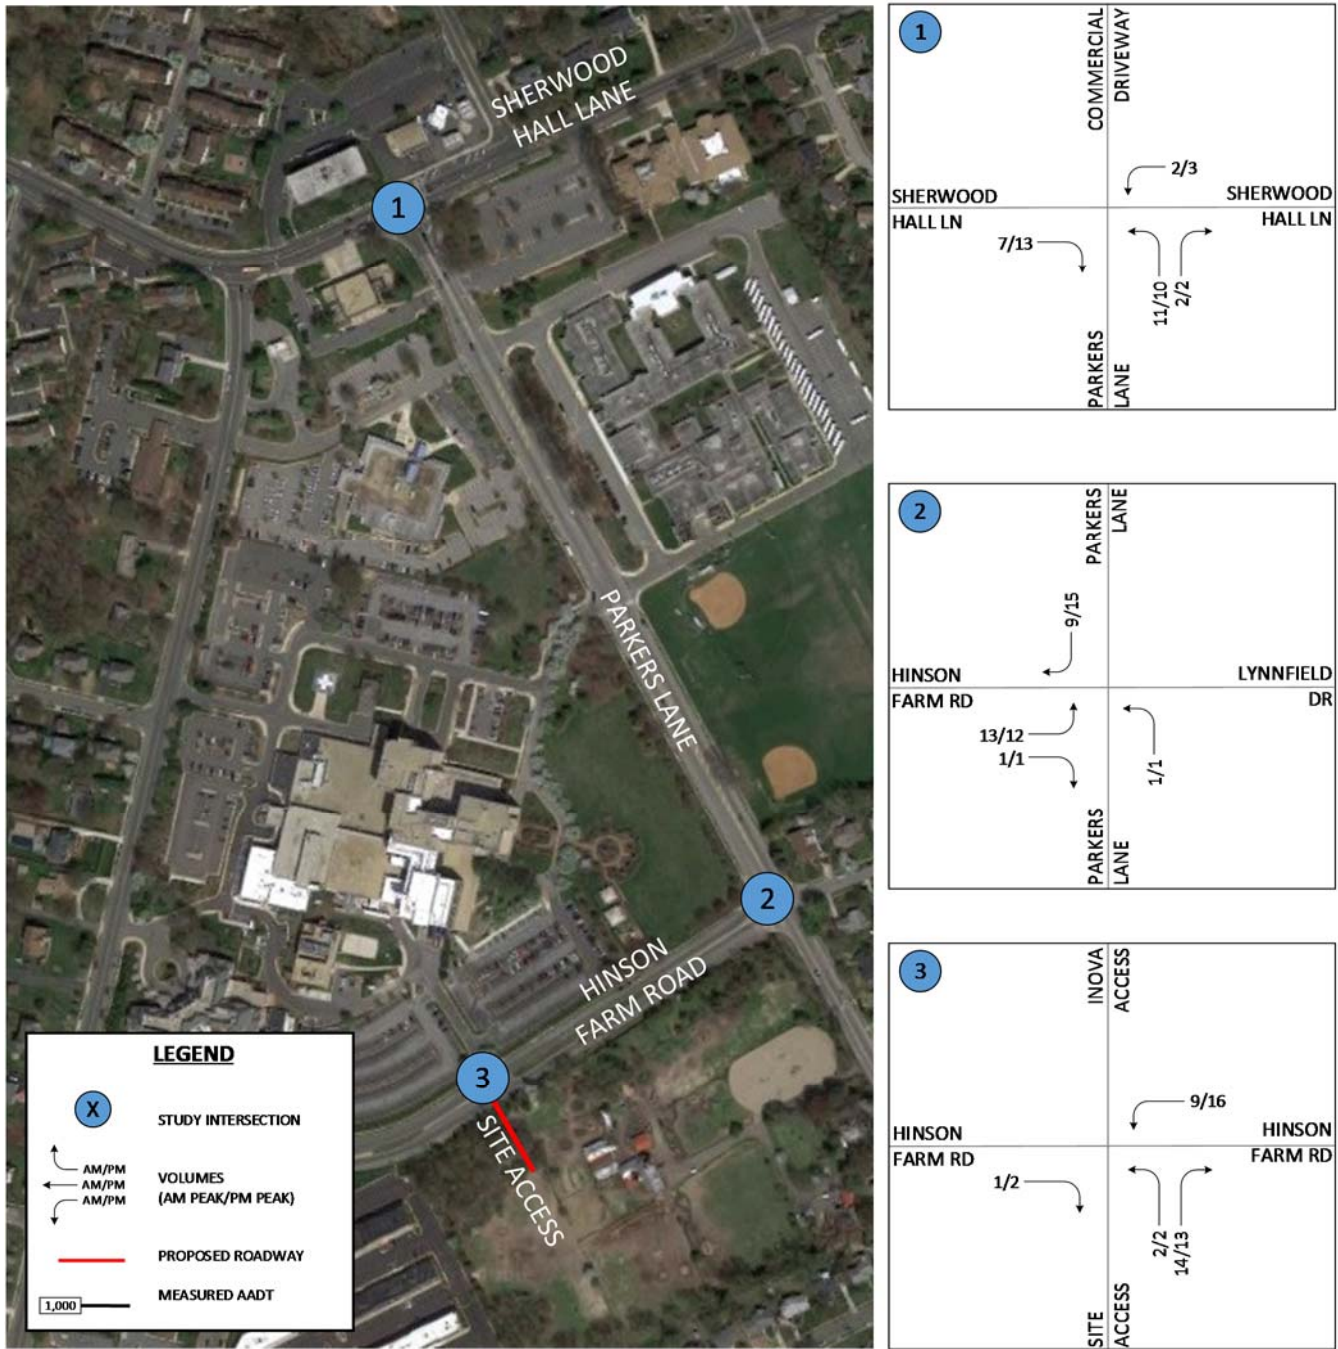 SHERWOOD
HALL LANE
1
PARKERS LANE
2
HINSON
FARM ROAD
3
SITE ACCESS
LEGEND
X
STUDY INTERSECTION
AM/PM
AM/PM
AM/PM
VOLUMES
(AM PEAK/PM PEAK)
PROPOSED ROADWAY
1,000
MEASURED AADT
1
COMMERCIAL
DRIVEWAY
2/3
SHERWOOD
HALL LN
SHERWOOD
HALL LN
7/13
11/10
2/2
PARKERS
LANE
2
PARKERS
LANE
9/15
HINSON
FARM RD
LYNNFIELD
DR
13/12
1/1
1/1
PARKERS
LANE
3
INOVA
ACCESS
9/16
HINSON
FARM RD
HINSON
FARM RD
1/2
2/2
14/13
SITE
ACCESS